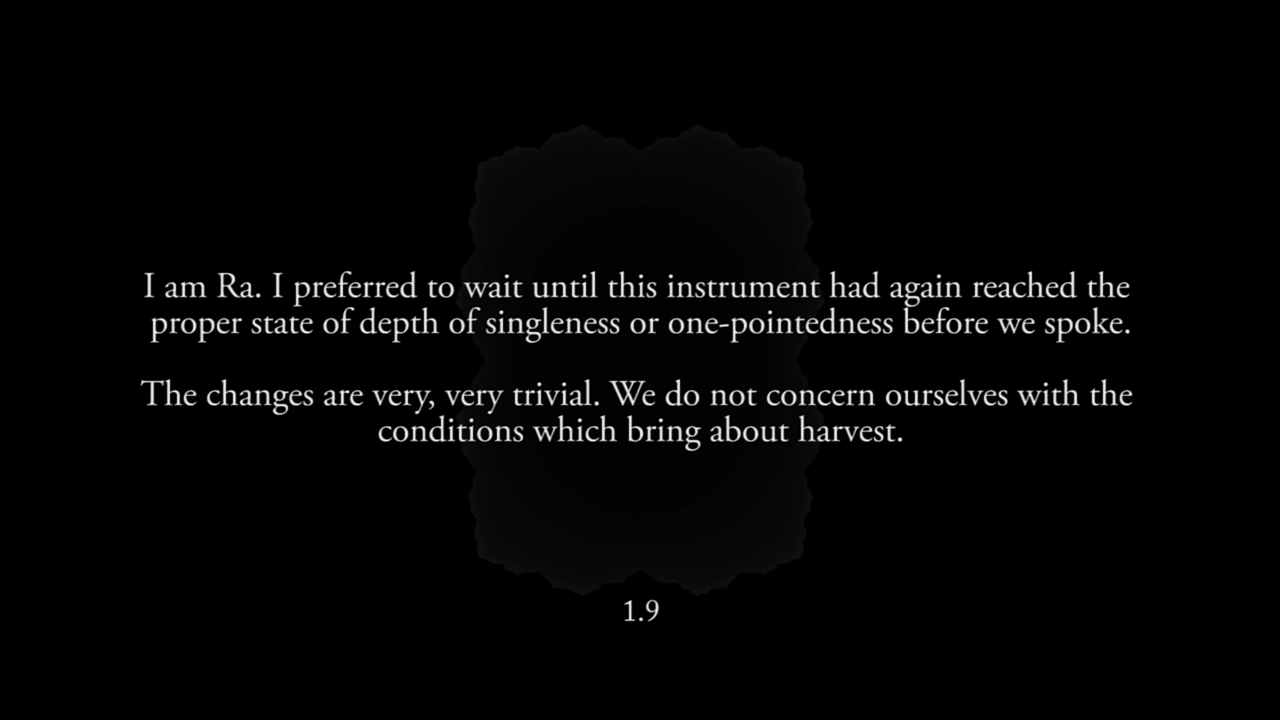 I am Ra. I preferred to wait until this instrument had again reached the
proper state of depth of singleness or one-pointedness before we spoke.
The changes are very, very trivial. We do not concern ourselves with the
conditions which bring about harvest.
1.9